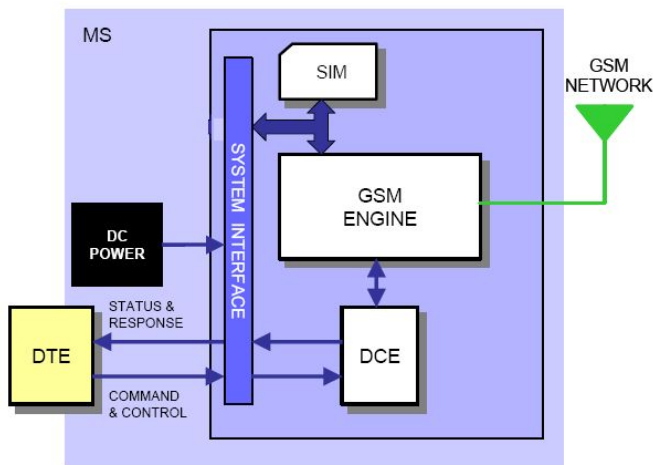 MS
SIM
GSM
NETWORK
SYSTEM INTERFACE
GSM
ENGINE
DC
POWER
STATUS &
RESPONSE
DTE
DCE
COMMAND
& CONTROL